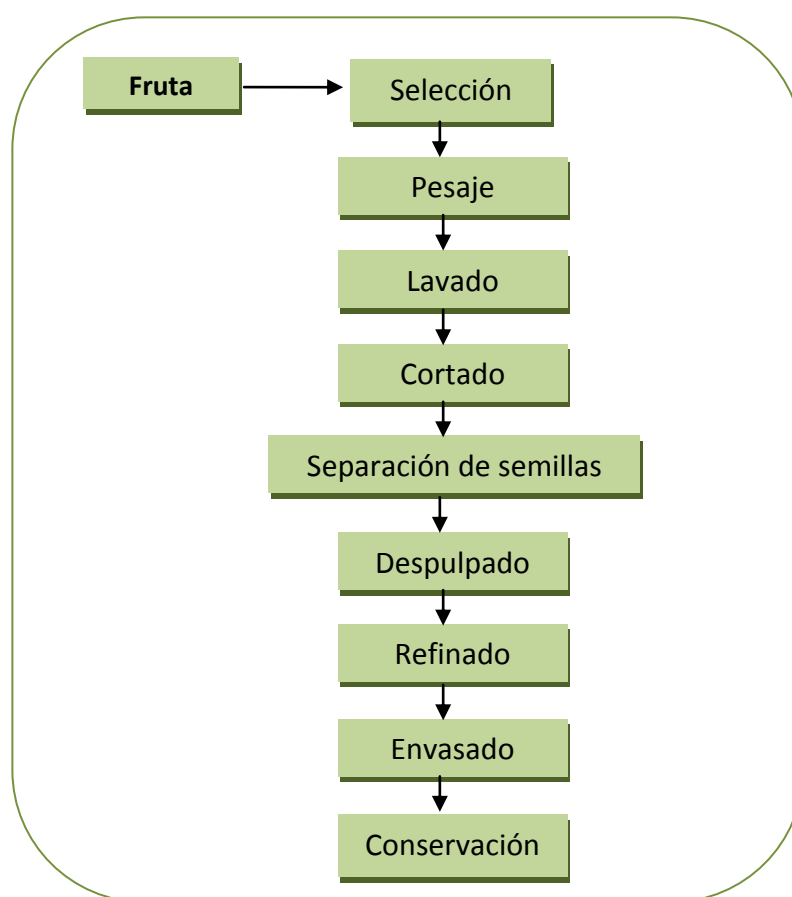 Fruta
Selección
Pesaje
Lavado
Cortado
Separación de semillas
Despulpado
Refinado
Envasado
Conservación